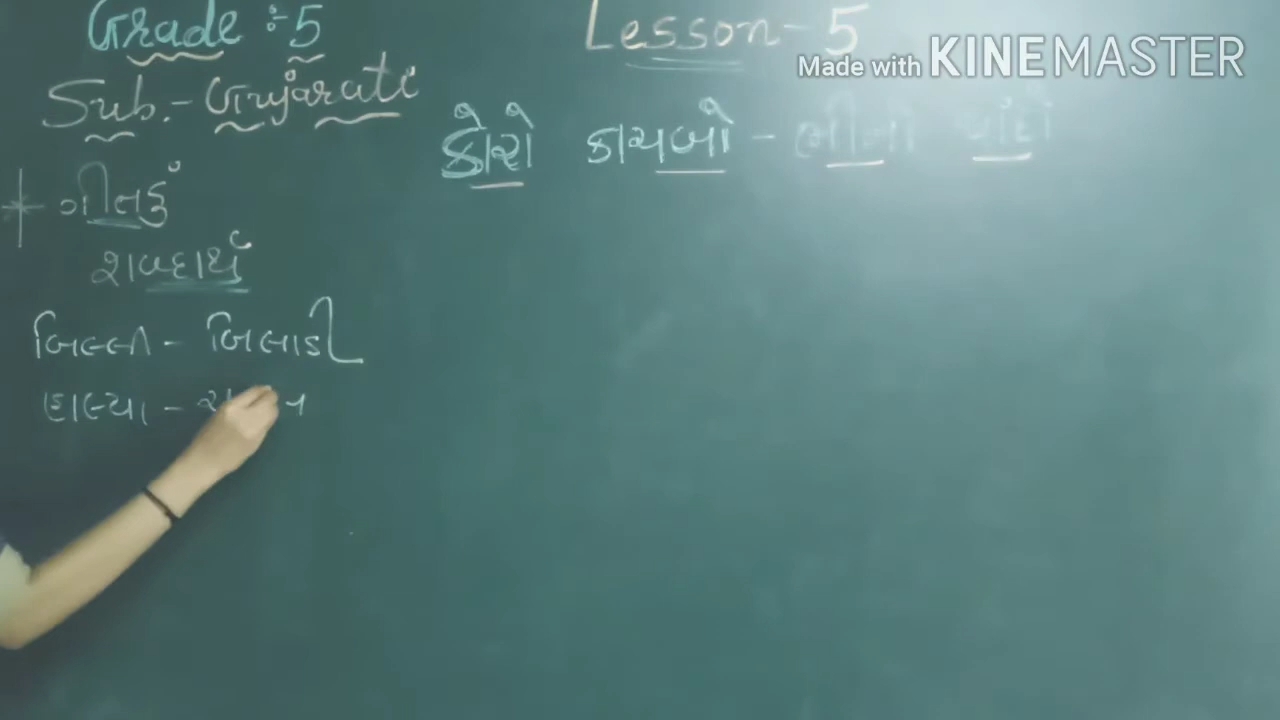 Grade :- 5
Lesson - 5
Made with KINEMASTER
Sub. - Gujarati
કોરો કાચબો - ભીનો
ગીતડું
શબ્દાર્થ
બિલ્લી - બિલાડી